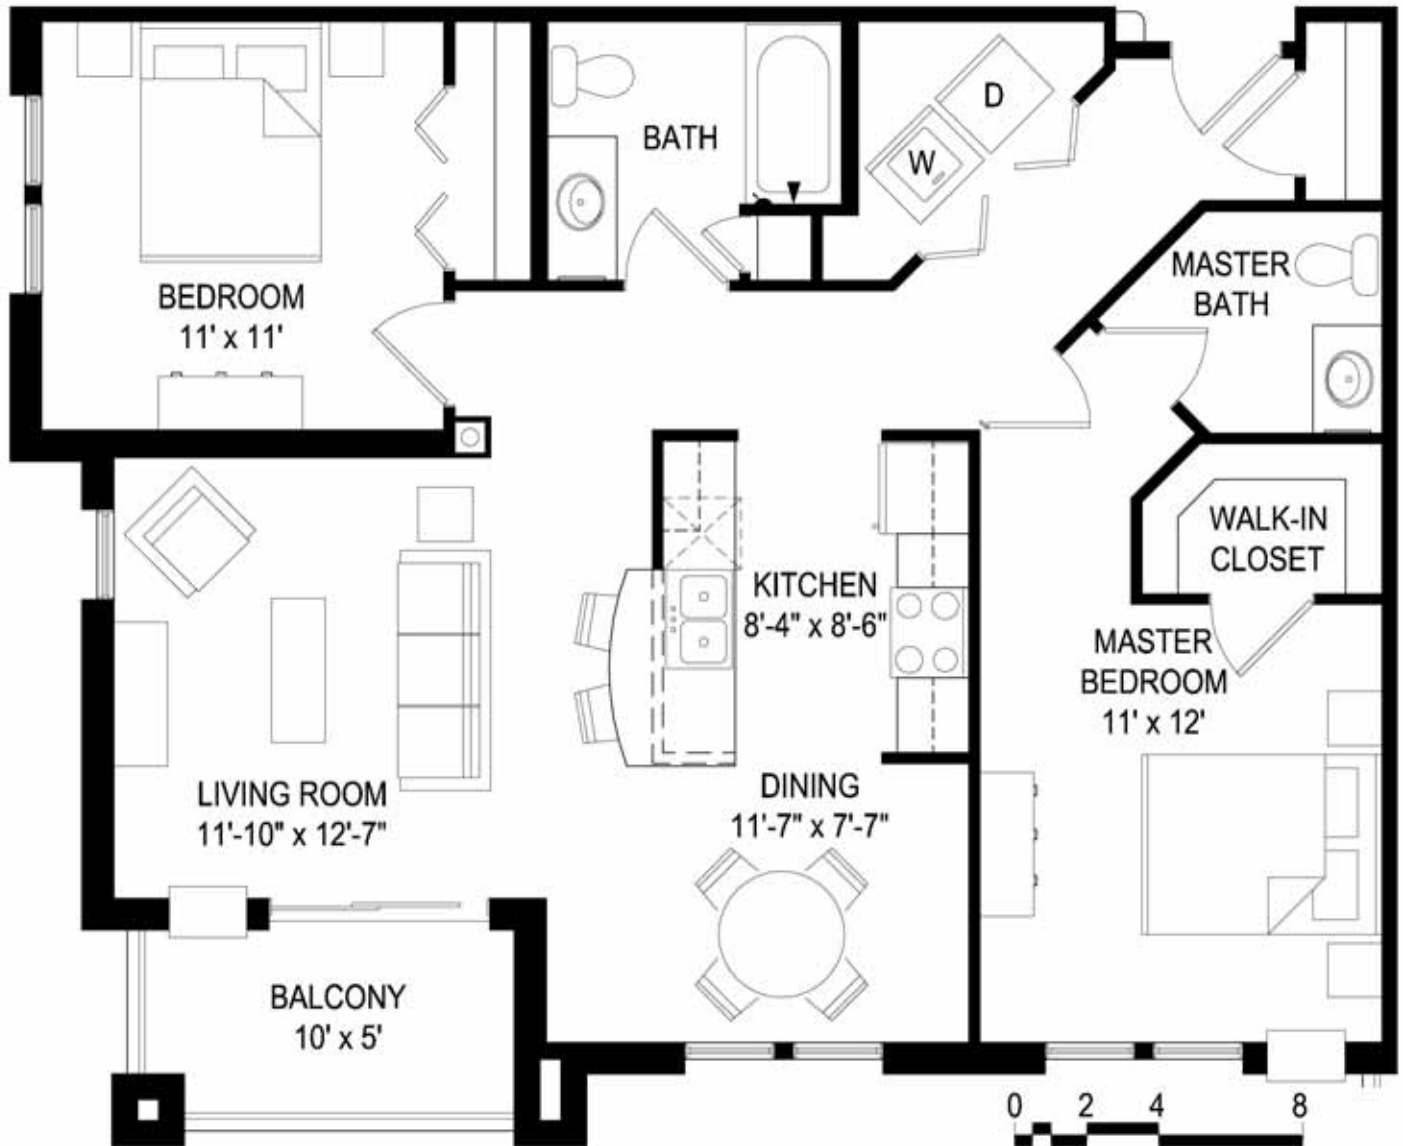 D
W
BATH
BEDROOM
11' x 11'
MASTER
BATH
WALK-IN
CLOSET
KITCHEN
8'-4" x 8'-6"
MASTER
BEDROOM
11' x 12'
LIVING ROOM
11'-10" x 12'-7"
DINING
11'-7" x 7'-7"
BALCONY
10' x 5'
0 2 4 8